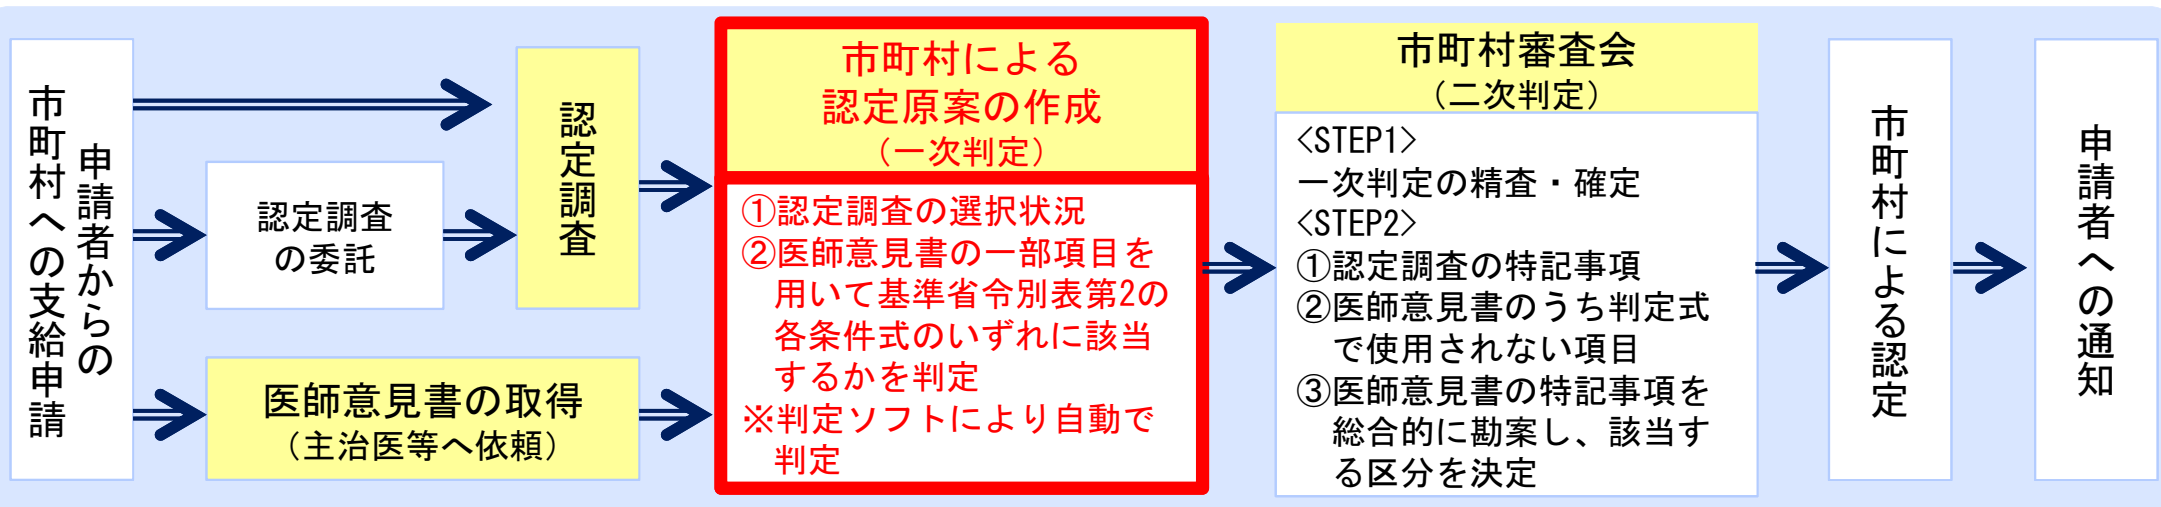 申請者からの
市町村への支給申請
認定調査
の委託
医師意見書の取得
（主治医等へ依頼）
認定調査
市町村による
認定原案の作成
（一次判定）
①認定調査の選択状況
②医師意見書の一部項目を
用いて基準省令別表第2の
各条件式のいずれに該当
するかを判定
※判定ソフトにより自動で
判定
市町村審査会
（二次判定）
<STEP1>
一次判定の精査・確定
<STEP2>
①認定調査の特記事項
②医師意見書のうち判定式
で使用されない項目
③医師意見書の特記事項を
総合的に勘案し、該当す
る区分を決定
市町村による認定
申請者への通知